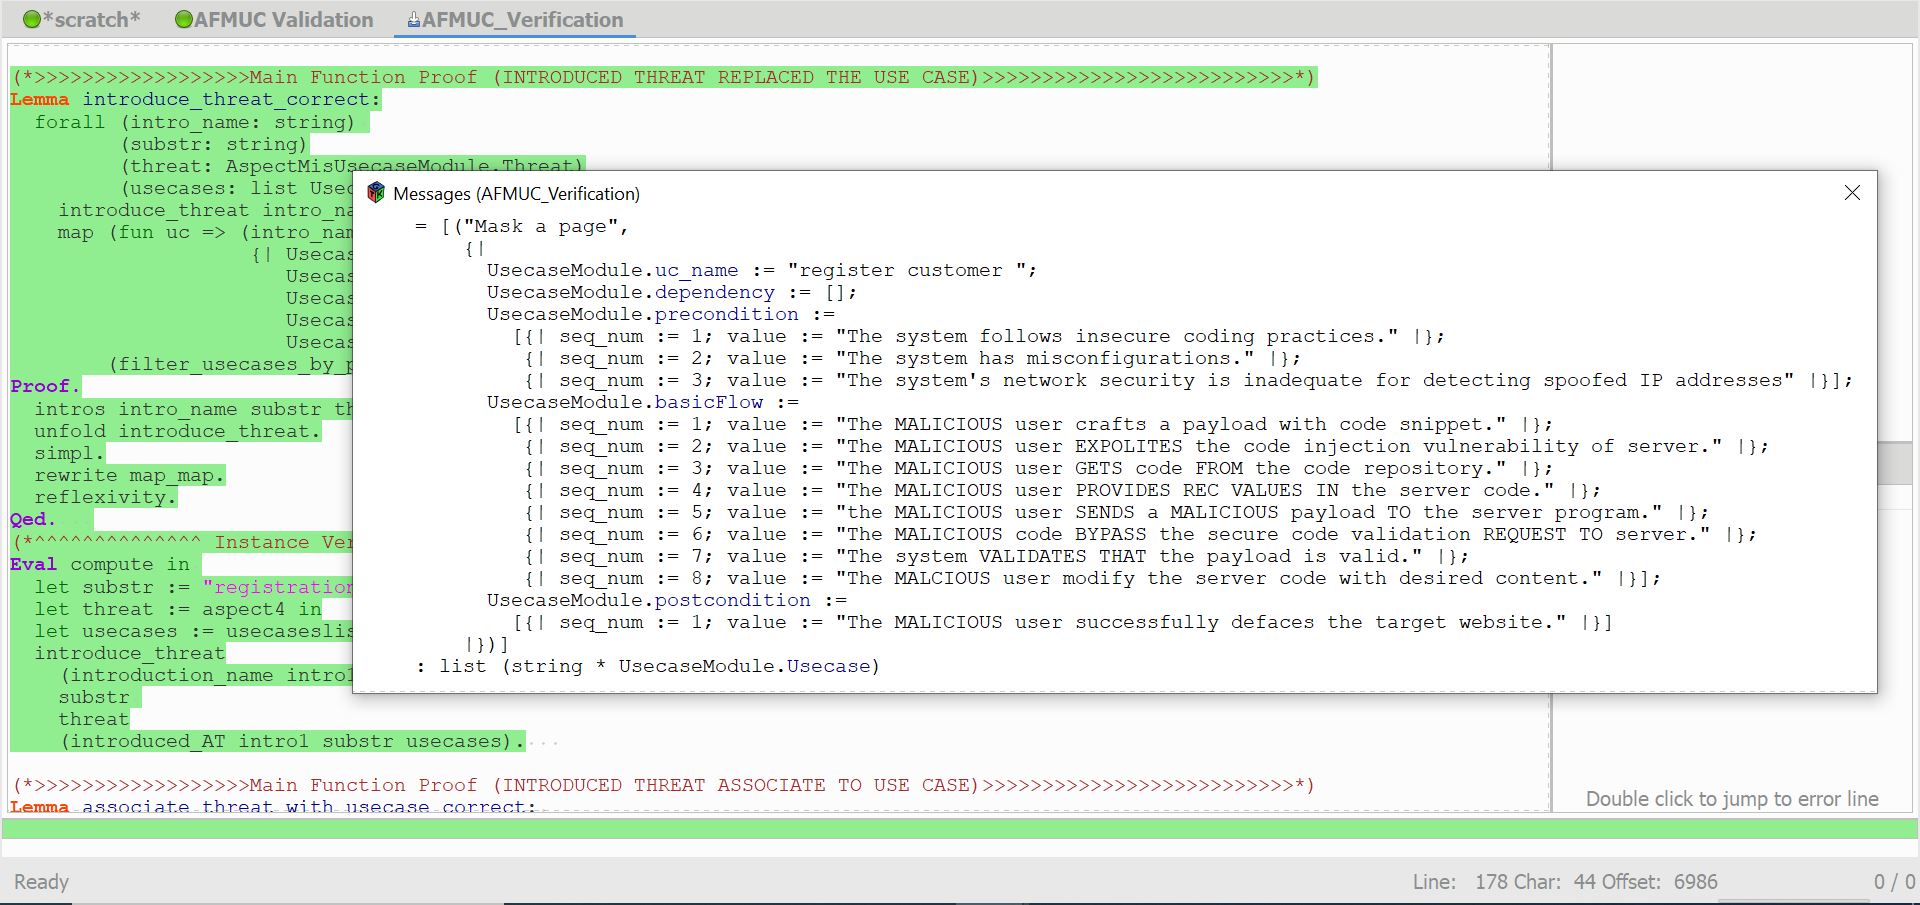 *scratch* AFMUC Validation AFMUC_Verification
(*>>>>>>>>>>>>>>>>>>Main Function Proof (INTRODUCED THREAT REPLACED THE USE CASE)>>>>>>>>>>>>>>>>>>>>>>>>>>*)
Lemma introduce_threat_correct:
forall (intro_name: string)
(substr: string)
(threat: AspectMisUsecaseModule.Threat)
(usecases: list
introduce_threat
map (fun uc =>
{|
(filter_usecases_by
Proof.
intros intro_name substr
unfold introduce_threat.
simpl.
rewrite map_map.
reflexivity.
Qed.
(*^^^^^^^^^^^^^^ Instance
Eval compute in
let substr := "registration
let threat := aspect4 in
let usecases :=
introduce_threat
(introduction_name
substr
threat
(introduced_AT intro1 substr usecases).
(*>>>>>>>>>>>>>>>>>>Main Function Proof (INTRODUCED THREAT ASSOCIATE TO USE CASE)>>>>>>>>>>>>>>>>>>>>>>>>>>*)
Lemma associate_threat_with_usecase_correct:
Messages (AFMUC_Verification)
= [("Mask a page",
{|
UsecaseModule.uc_name := "register customer ";
UsecaseModule.dependency := [];
UsecaseModule.precondition :=
[{| seq_num := 1; value := "The system follows insecure coding practices." |};
{| seq_num := 2; value := "The system has misconfigurations." |};
{| seq_num := 3; value := "The system's network security is inadequate for detecting spoofed IP addresses" |}];
UsecaseModule.basicFlow :=
[{| seq_num := 1; value := "The MALICIOUS user crafts a payload with code snippet." |};
{| seq_num := 2; value := "The MALICIOUS user EXPOLITES the code injection vulnerability of server." |};
{| seq_num := 3; value := "The MALICIOUS user GETS code FROM the code repository." |};
{| seq_num := 4; value := "The MALICIOUS user PROVIDES REC VALUES IN the server code." |};
{| seq_num := 5; value := "the MALICIOUS user SENDS a MALICIOUS payload TO the server program." |};
{| seq_num := 6; value := "The MALICIOUS code BYPASS the secure code validation REQUEST TO server." |};
{| seq_num := 7; value := "The system VALIDATES THAT the payload is valid." |};
{| seq_num := 8; value := "The MALCIOUS user modify the server code with desired content." |}];
UsecaseModule.postcondition :=
[{| seq_num := 1; value := "The MALICIOUS user successfully defaces the target website." |}]
|})]
: list (string * UsecaseModule.Usecase)
Double click to jump to error line
Ready Line: 178 Char: 44 Offset: 6986 0 / 0